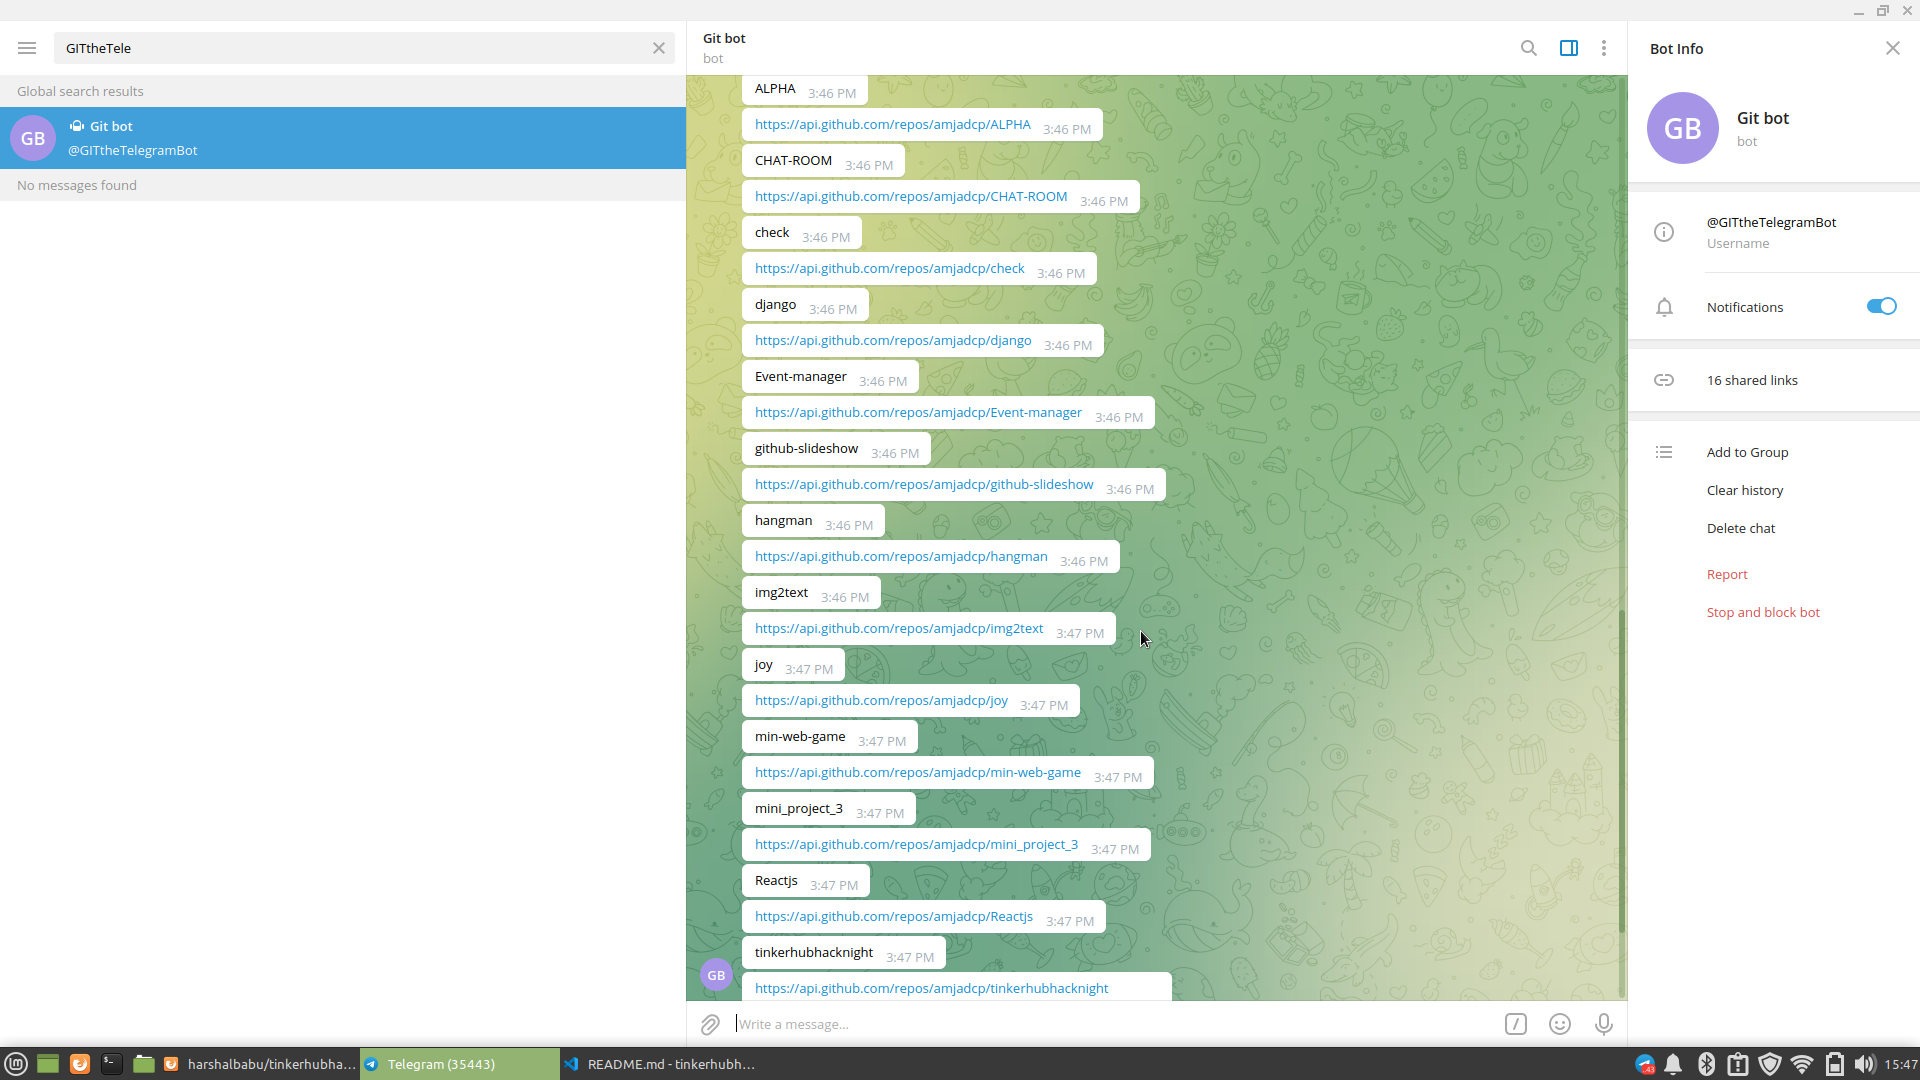 GITtheTele
Global search results
GB
Git bot
@GITtheTelegramBot
No messages found
Git bot
bot
ALPHA 3:46 PM
https://api.github.com/repos/amjadcp/ALPHA 3:46 PM
CHAT-ROOM 3:46 PM
https://api.github.com/repos/amjadcp/CHAT-ROOM 3:46 PM
check 3:46 PM
https://api.github.com/repos/amjadcp/check 3:46 PM
django 3:46 PM
https://api.github.com/repos/amjadcp/django 3:46 PM
Event-manager 3:46 PM
https://api.github.com/repos/amjadcp/Event-manager 3:46 PM
github-slideshow 3:46 PM
https://api.github.com/repos/amjadcp/github-slideshow 3:46 PM
hangman 3:46 PM
https://api.github.com/repos/amjadcp/hangman 3:46 PM
img2text 3:46 PM
https://api.github.com/repos/amjadcp/img2text 3:47 PM
joy 3:47 PM
https://api.github.com/repos/amjadcp/joy 3:47 PM
min-web-game 3:47 PM
https://api.github.com/repos/amjadcp/min-web-game 3:47 PM
mini_project_3 3:47 PM
https://api.github.com/repos/amjadcp/mini_project_3 3:47 PM
Reactjs 3:47 PM
https://api.github.com/repos/amjadcp/Reactjs 3:47 PM
tinkerhubhacknight 3:47 PM
GB
https://api.github.com/repos/amjadcp/tinkerhubhacknight
Write a message...
Bot Info
GB
Git bot
bot
@GITtheTelegramBot
Username
Notifications
16 shared links
Add to Group
Clear history
Delete chat
Report
Stop and block bot
harshalbabu/tinkerhubha...
Telegram (35443)
README.md - tinkerhubh...
15:47